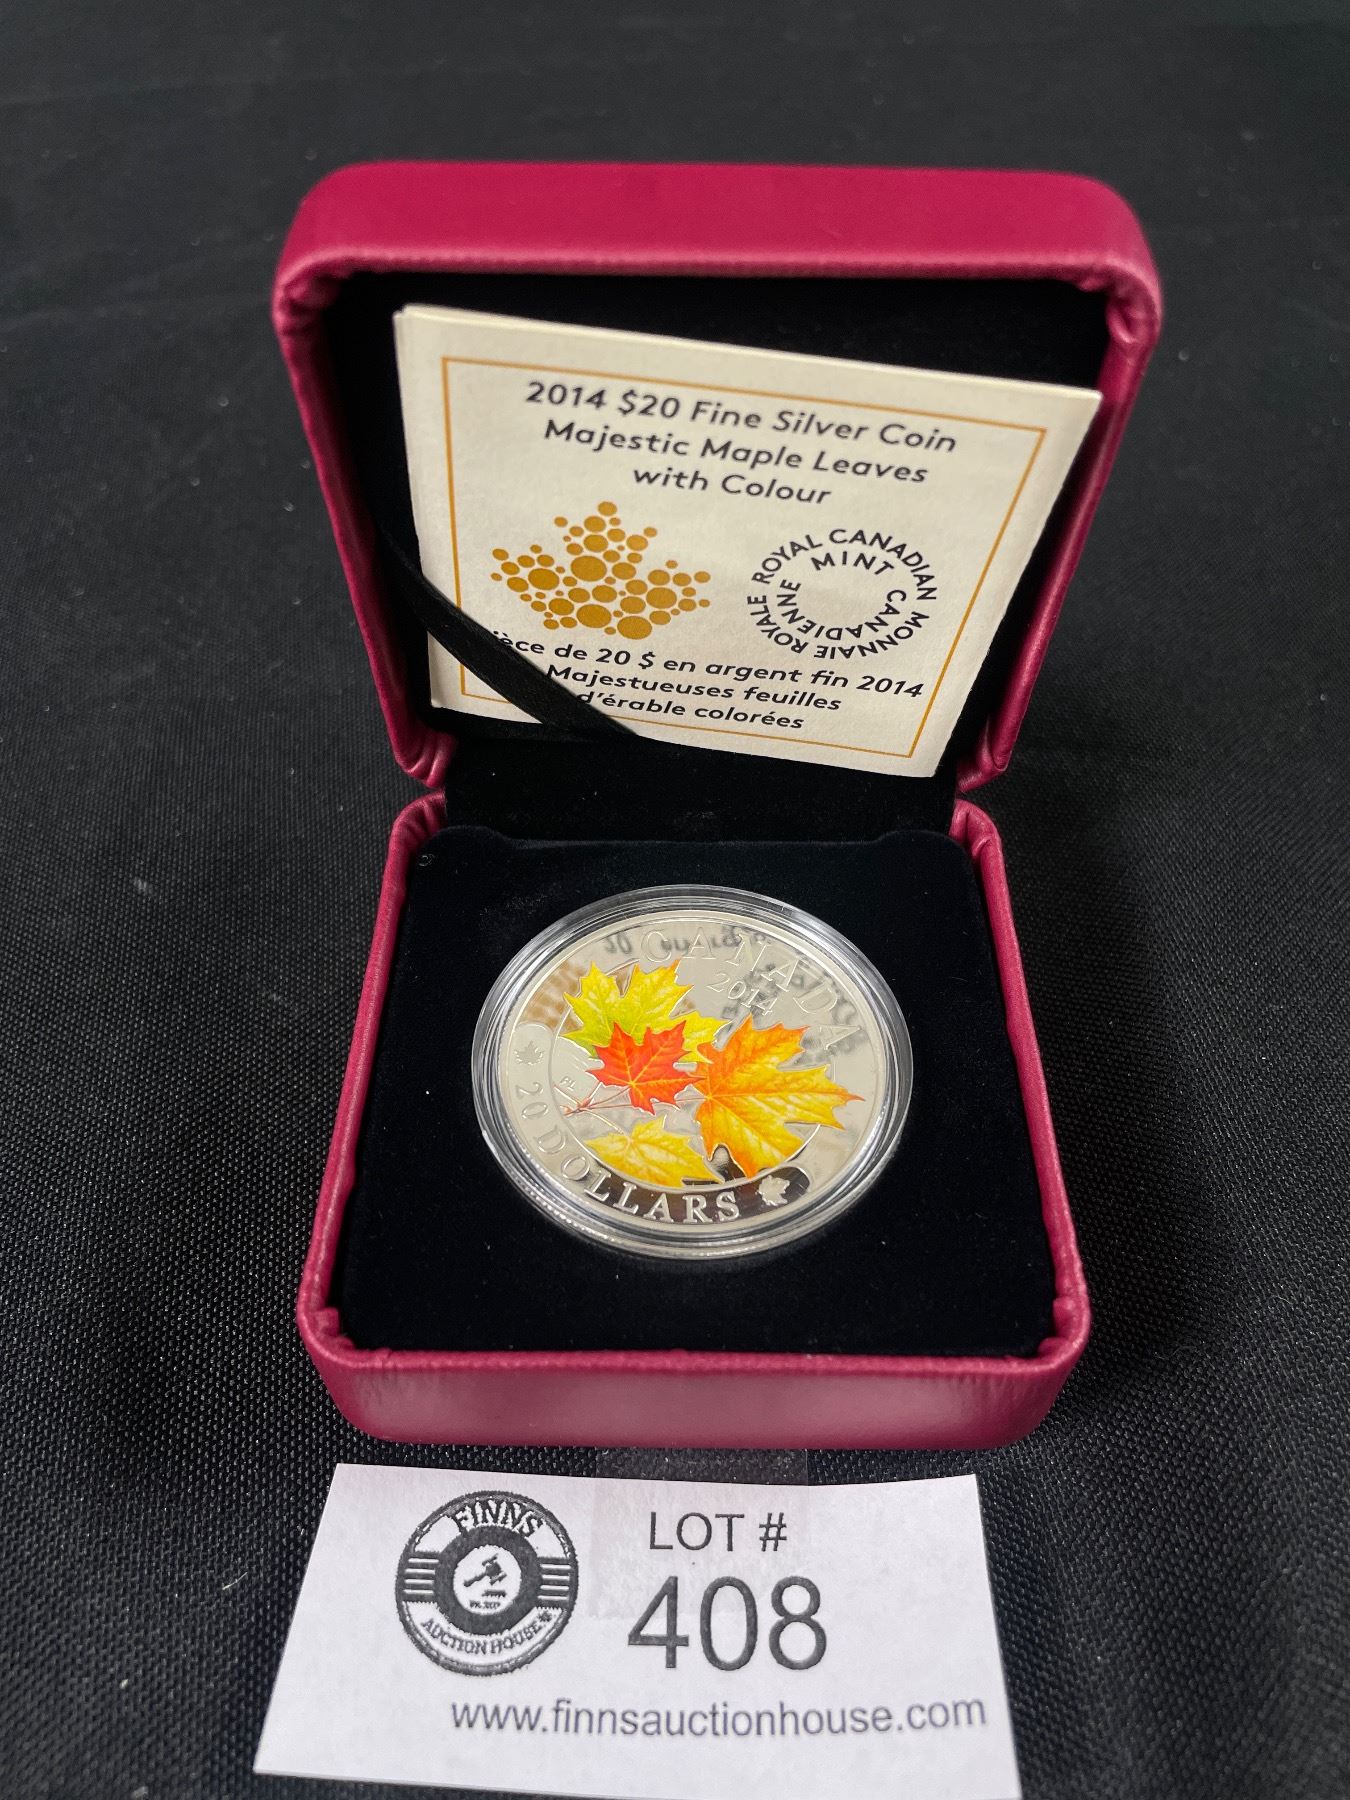 2014 $20 Fine Silver Coin
Majestic Maple Leaves
with Colour
ROYAL CANADIAN MINT
MONNAIE ROYALE CANADIENNE
ièce de 20 $ en argent fin 2014
Majestueuses feuilles
d'érable colorées
CANADA
2014
20 DOLLARS
FINNS
AUCTION HOUSE
LOT #
408
www.finnsauctionhouse.com